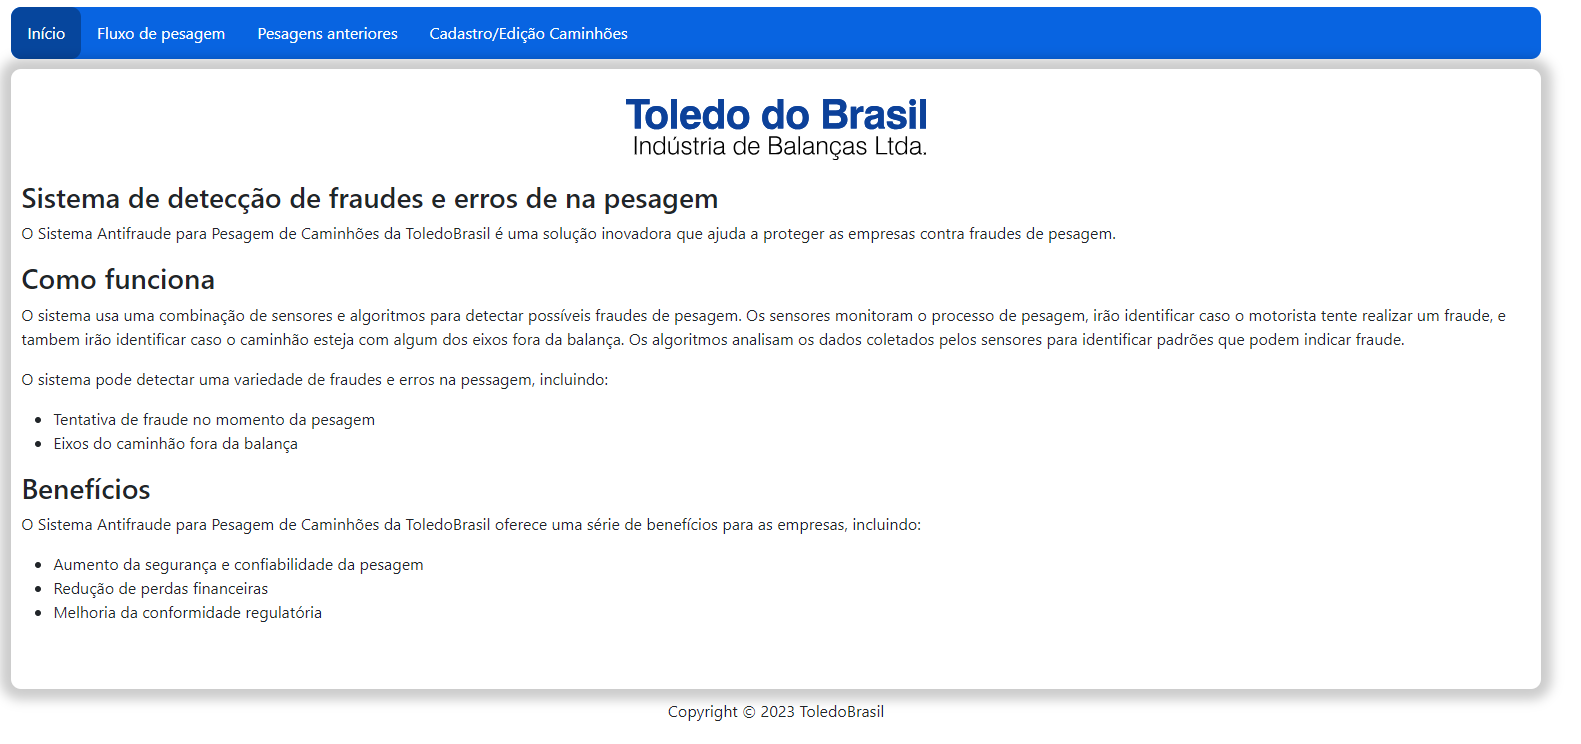 Início Fluxo de pesagem Pesagens anteriores Cadastro/Edição Caminhões
Toledo do Brasil
Indústria de Balanças Ltda.
Sistema de detecção de fraudes e erros de na pesagem
O Sistema Antifraude para Pesagem de Caminhões da ToledoBrasil é uma solução inovadora que ajuda a proteger as empresas contra fraudes de pesagem.
Como funciona
O sistema usa uma combinação de sensores e algoritmos para detectar possíveis fraudes de pesagem. Os sensores monitoram o processo de pesagem, irão identificar caso o motorista tente realizar um fraude, e
tambem irão identificar caso o caminhão esteja com algum dos eixos fora da balança. Os algoritmos analisam os dados coletados pelos sensores para identificar padrões que podem indicar fraude.
O sistema pode detectar uma variedade de fraudes e erros na pessagem, incluindo:
• Tentativa de fraude no momento da pesagem
• Eixos do caminhão fora da balança
Benefícios
O Sistema Antifraude para Pesagem de Caminhões da ToledoBrasil oferece uma série de benefícios para as empresas, incluindo:
• Aumento da segurança e confiabilidade da pesagem
• Redução de perdas financeiras
• Melhoria da conformidade regulatória
Copyright © 2023 ToledoBrasil